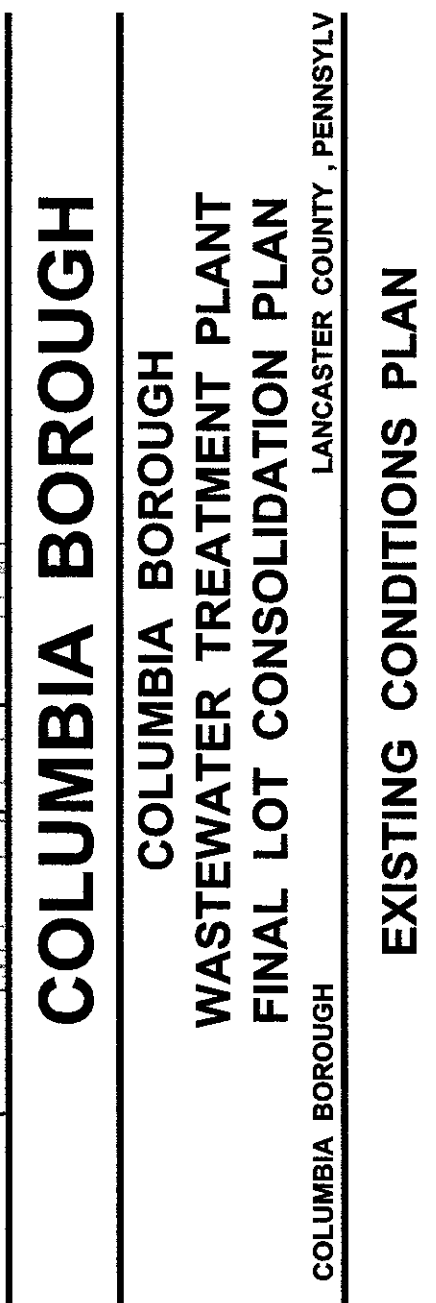 COLUMBIA BOROUGH
COLUMBIA BOROUGH
WASTEWATER TREATMENT PLANT
FINAL LOT CONSOLIDATION PLAN
COLUMBIA BOROUGH LANCASTER COUNTY , PENNSYLV
EXISTING CONDITIONS PLAN